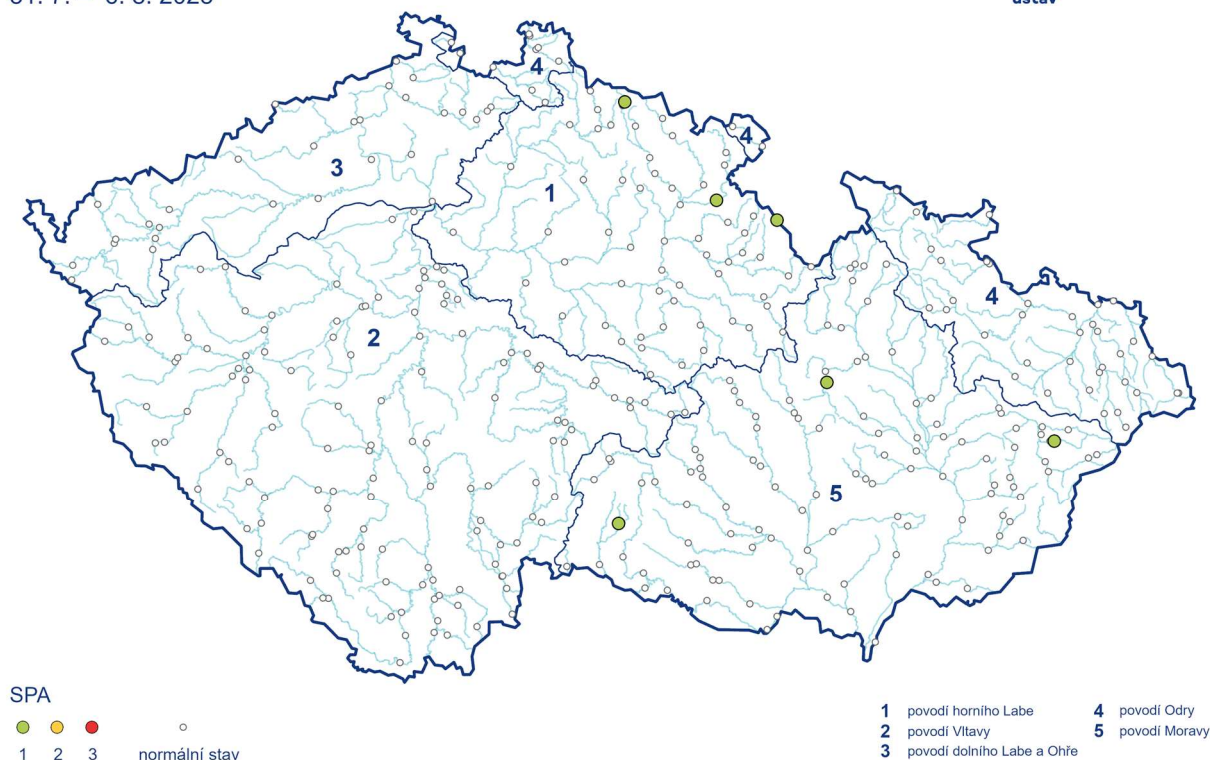 ústav
4
4
3
1
4
2
5
SPA
1 2 3 normální stav
1 povodí horního Labe
2 povodí Vltavy
3 povodí dolního Labe a Ohře
4 povodí Odry
5 povodí Moravy